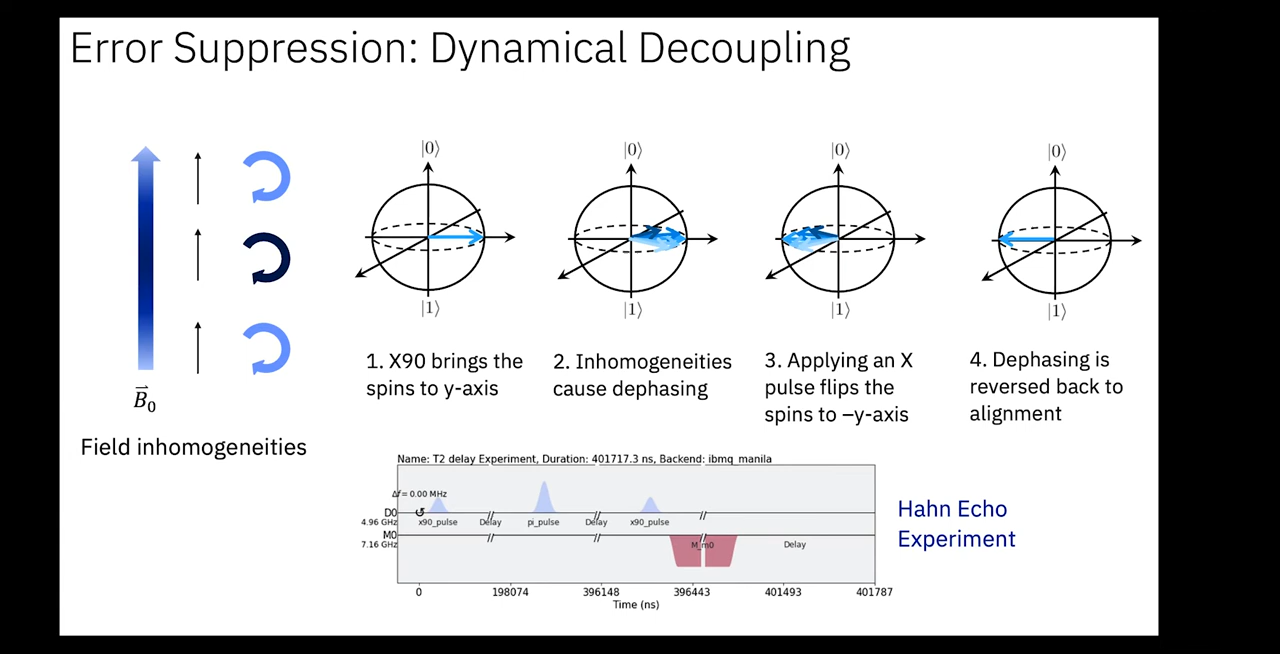 Error Suppression: Dynamical Decoupling
|0⟩
|0⟩
|0⟩
|0⟩
|1⟩
|1⟩
|1⟩
|1⟩
B⃗0
Field inhomogeneities
1. X90 brings the
spins to y-axis
2. Inhomogeneities
cause dephasing
3. Applying an X
pulse flips the
spins to –y-axis
4. Dephasing is
reversed back to
alignment
Name: T2 delay Experiment, Duration: 401717.3 ns, Backend: ibmq_manila
Δf = 0.00 MHz
D0
4.96 GHz
↺
x90_pulse
Delay
pi_pulse
Delay
x90_pulse
M0
7.16 GHz
M_m0
Delay
0
198074
396148
396443
401493
401787
Time (ns)
Hahn Echo
Experiment